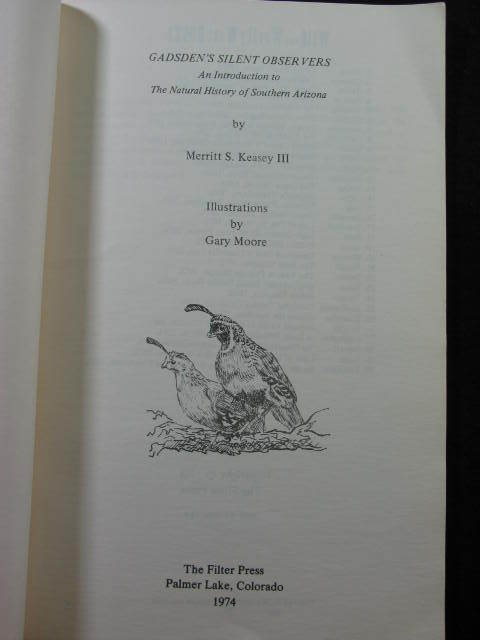 GADSDEN'S SILENT OBSERVERS
An Introduction to
The Natural History of Southern Arizona
by
Merritt S. Keasey III
Illustrations
by
Gary Moore
The Filter Press
Palmer Lake, Colorado
1974